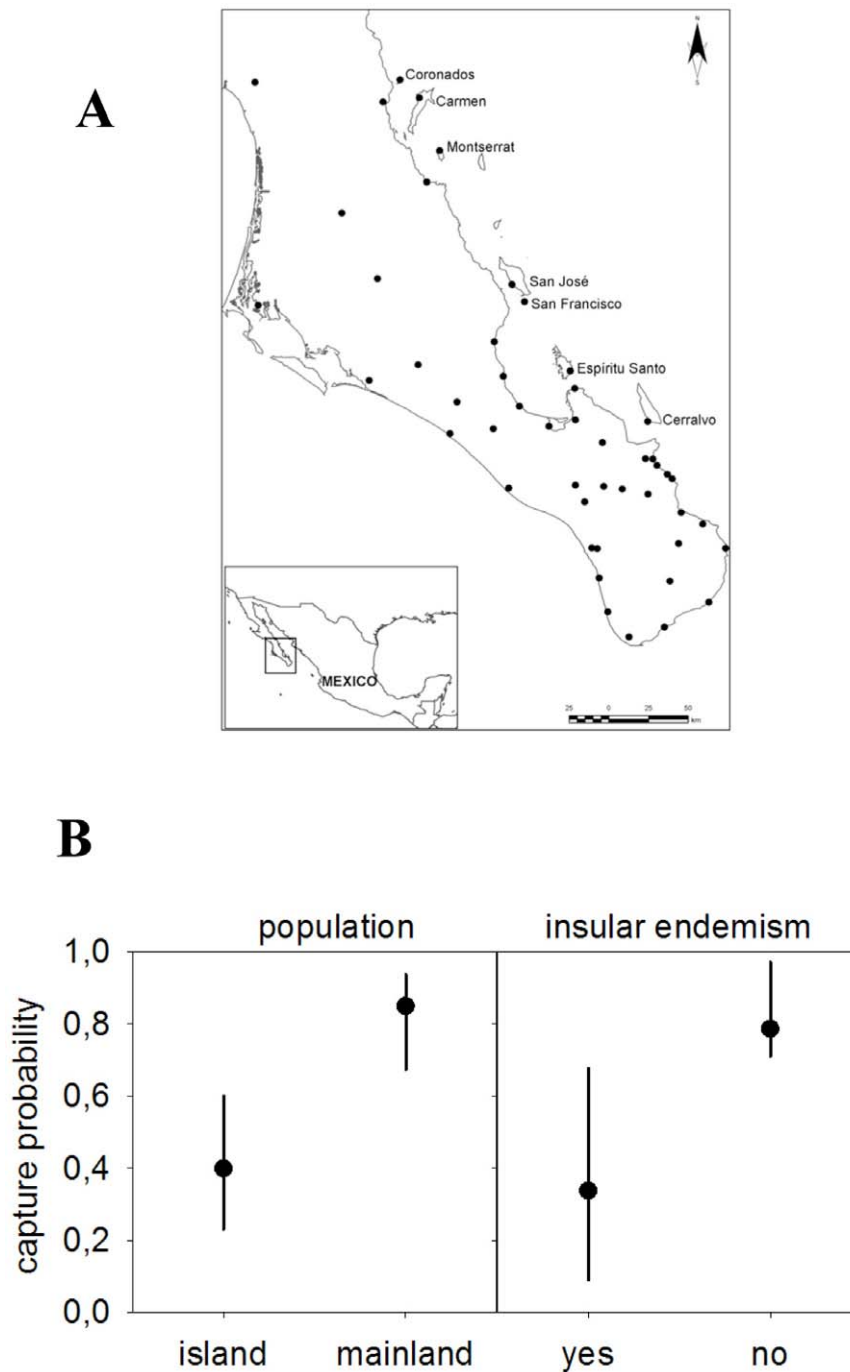 A
N
S
Coronados
Carmen
Montserrat
San José
San Francisco
Espíritu Santo
Cerralvo
MEXICO
25 0 25 50
km
B
population insular endemism
1,0
0,8
0,6
0,4
0,2
0,0
capture probability
island mainland yes no